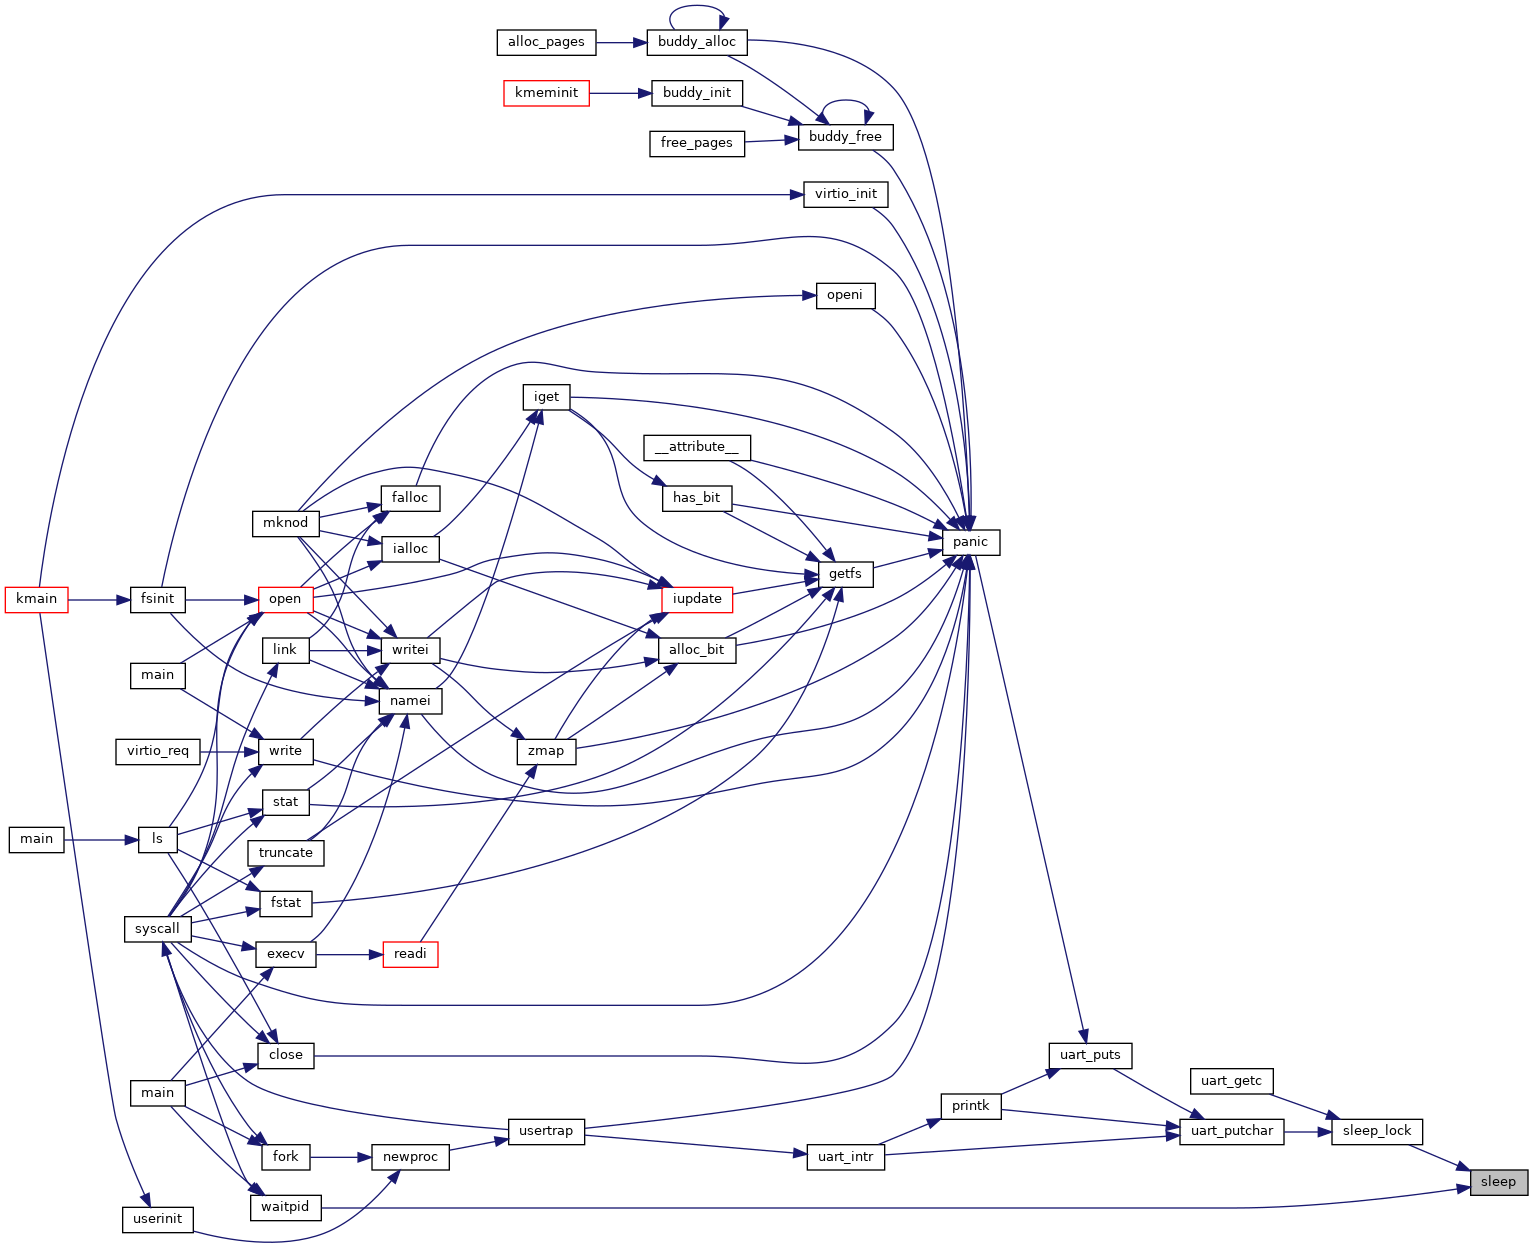 alloc_pages
buddy_alloc
kmeminit
buddy_init
free_pages
buddy_free
virtio_init
openi
iget
__attribute__
falloc
has_bit
mknod
ialloc
panic
getfs
kmain
fsinit
open
iupdate
link
writei
alloc_bit
main
namei
virtio_req
write
zmap
stat
main
ls
truncate
fstat
syscall
execv
readi
close
uart_puts
uart_getc
main
printk
usertrap
uart_putchar
sleep_lock
fork
newproc
uart_intr
sleep
waitpid
userinit